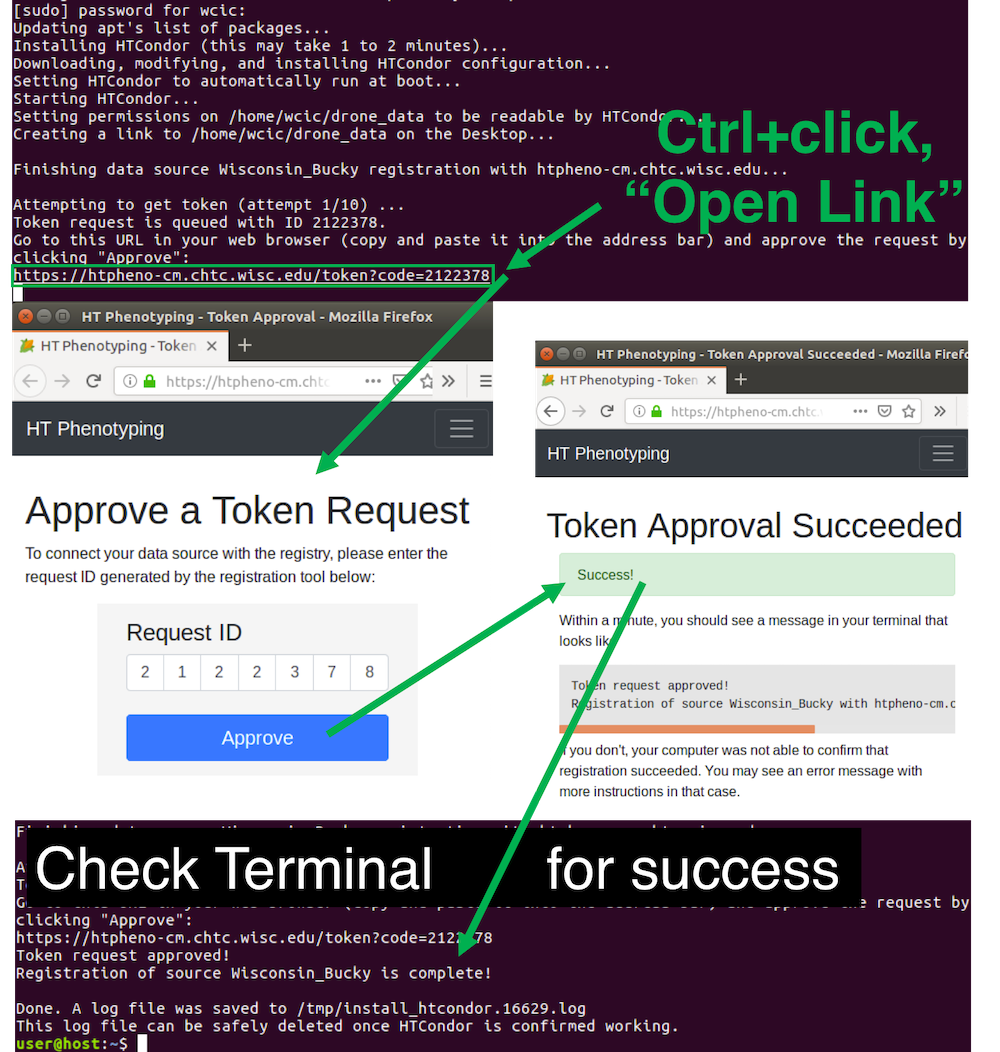 [sudo] password for wcic:
Updating apt's list of packages...
Installing HTCondor (this may take 1 to 2 minutes)...
Downloading, modifying, and installing HTCondor configuration...
Setting HTCondor to automatically run at boot...
Starting HTCondor...
Setting permissions on /home/wcic/drone_data to be readable by HTCondor...
Creating a link to /home/wcic/drone_data on the Desktop...
Ctrl+click,
“Open Link”
Finishing data source Wisconsin_Bucky registration with htpheno-cm.chtc.wisc.edu...
Attempting to get token (attempt 1/10) ...
Token request is queued with ID 2122378.
Go to this URL in your web browser (copy and paste it into the address bar) and approve the request by
clicking "Approve":
https://htpheno-cm.chtc.wisc.edu/token?code=2122378
HT Phenotyping - Token Approval - Mozilla Firefox
HT Phenotyping - Token
https://htpheno-cm.chtc
HT Phenotyping
Approve a Token Request
To connect your data source with the registry, please enter the
request ID generated by the registration tool below:
Request ID
2 1 2 2 3 7 8
Approve
HT Phenotyping - Token Approval Succeeded - Mozilla Firefo
HT Phenotyping - Token
https://htpheno-cm.chtc.
HT Phenotyping
Token Approval Succeeded
Success!
Within a minute, you should see a message in your terminal that
looks like
Token request approved!
Registration of source Wisconsin_Bucky with htpheno-cm.c
If you don't, your computer was not able to confirm that
registration succeeded. You may see an error message with
more instructions in that case.
Check Terminal for success
request by
clicking "Approve":
https://htpheno-cm.chtc.wisc.edu/token?code=2122378
Token request approved!
Registration of source Wisconsin_Bucky is complete!
Done. A log file was saved to /tmp/install_htcondor.16629.log
This log file can be safely deleted once HTCondor is confirmed working.
user@host:~$